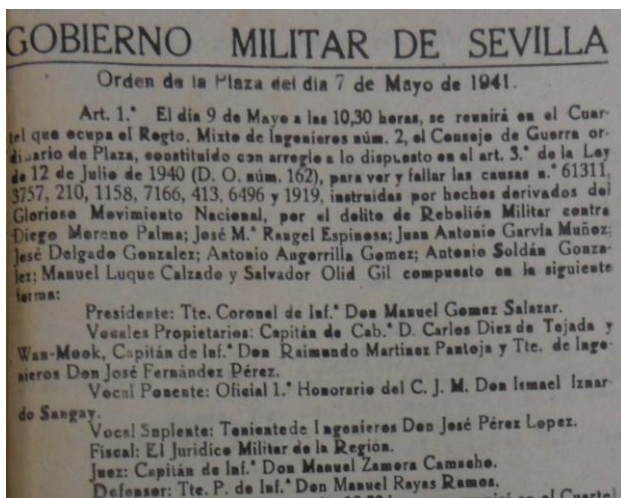 GOBIERNO MILITAR DE SEVILLA
Orden de la Plaza del dia 7 de Mayo de 1941.
Art. 1.° El dia 9 de Mayo a las 10,30 horas, se reunirá en el Cuar-
tel que ocupa el Regto. Mixto de Ingenieros núm. 2, el Consejo de Guerra or-
dinario de Plaza, constituído con arreglo a lo dispuesto en el art. 3.° de la Ley
de 12 de Julio de 1940 (D. O. núm. 162), para ver y fallar las causas n.° 61311,
3757, 210, 1158, 7166, 413, 6496 y 1919, instruidas por hechos derivados del
Glorioso Movimiento Nacional, por el delito de Rebelión Militar contra
Diego Moreno Palma; José M.ª Rangel Espinosa; Juan Antonio Garvia Muñoz;
José Delgado Gonzalez; Antonio Angorrilla Gomez; Antonio Soldán Gonza-
lez; Manuel Luque Calzado y Salvador Olid Gil compuesto en la siguiente
forma:
Presidente: Tte. Coronel de Inf.ª Don Manuel Gomez Salazar.
Vocales Propietarios: Capitán de Cab.ª D. Carlos Diez de Tejada y
Wan-Mook, Capitán de Inf.ª Don Raimundo Martinez Pantoja y Tte. de Inge-
nieros Don José Fernández Pérez.
Vocal Ponente: Oficial 1.° Honorario del C. J. M. Don Ismael Iznar-
do Sangay.
Vocal Suplente: Teniente de Ingenieros Don José Pérez Lopez.
Fiscal: El Jurídico Militar de la Región.
Juez: Capitán de Inf.ª Don Manuel Zamora Camacho.
Defensor: Tte. P. de Inf.ª Don Manuel Rayas Ramos.